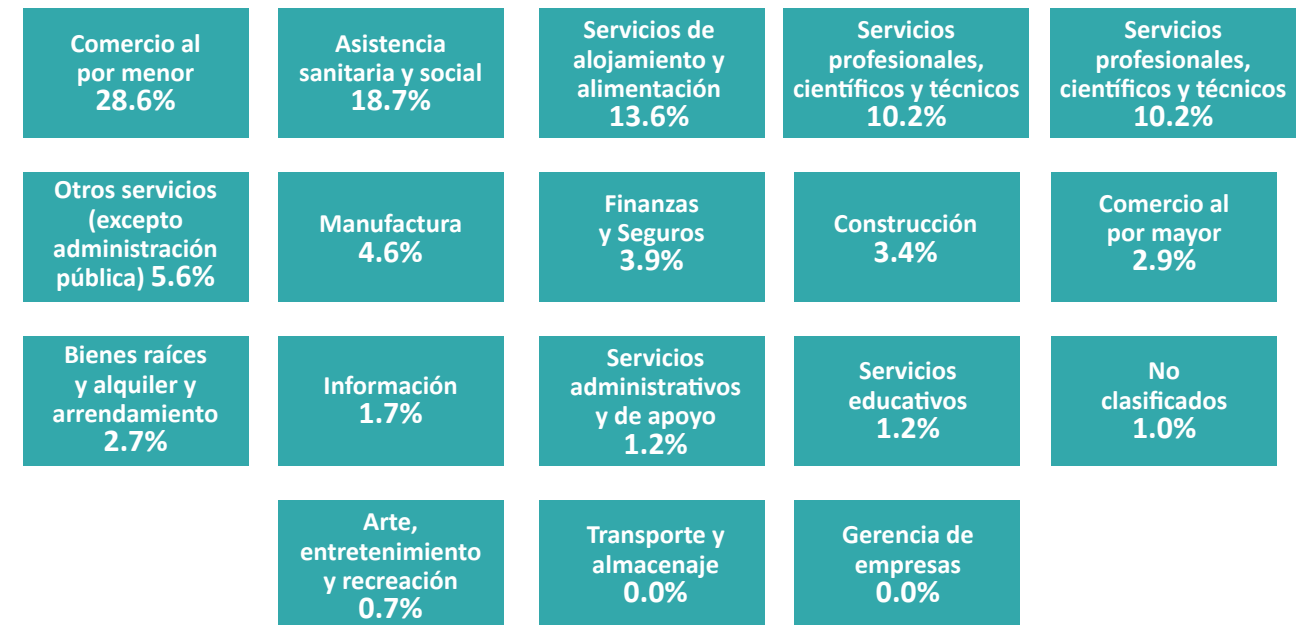 Comercio al
por menor
28.6%
Asistencia
sanitaria y social
18.7%
Servicios de
alojamiento y
alimentación
13.6%
Servicios
profesionales,
científicos y técnicos
10.2%
Servicios
profesionales,
científicos y técnicos
10.2%
Otros servicios
(excepto
administración
pública) 5.6%
Manufactura
4.6%
Finanzas
y Seguros
3.9%
Construcción
3.4%
Comercio al
por mayor
2.9%
Bienes raíces
y alquiler y
arrendamiento
2.7%
Información
1.7%
Servicios
administrativos
y de apoyo
1.2%
Servicios
educativos
1.2%
No
clasificados
1.0%
Arte,
entretenimiento
y recreación
0.7%
Transporte y
almacenaje
0.0%
Gerencia de
empresas
0.0%